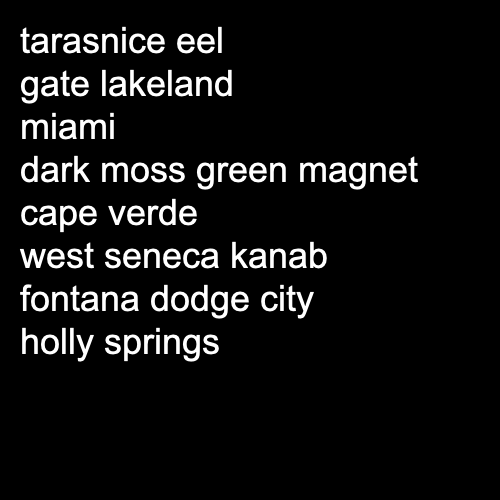 tarasnice eel
gate lakeland
miami
dark moss green magnet
cape verde
west seneca kanab
fontana dodge city
holly springs